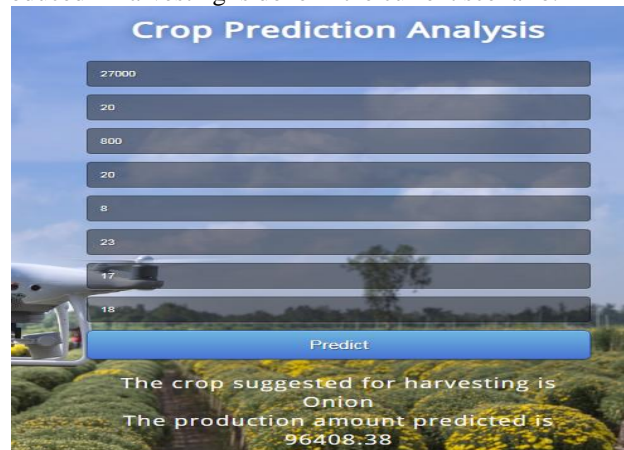 Crop Prediction Analysis
27000
20
800
20
8
23
17
18
Predict
The crop suggested for harvesting is
Onion
The production amount predicted is
96408.38